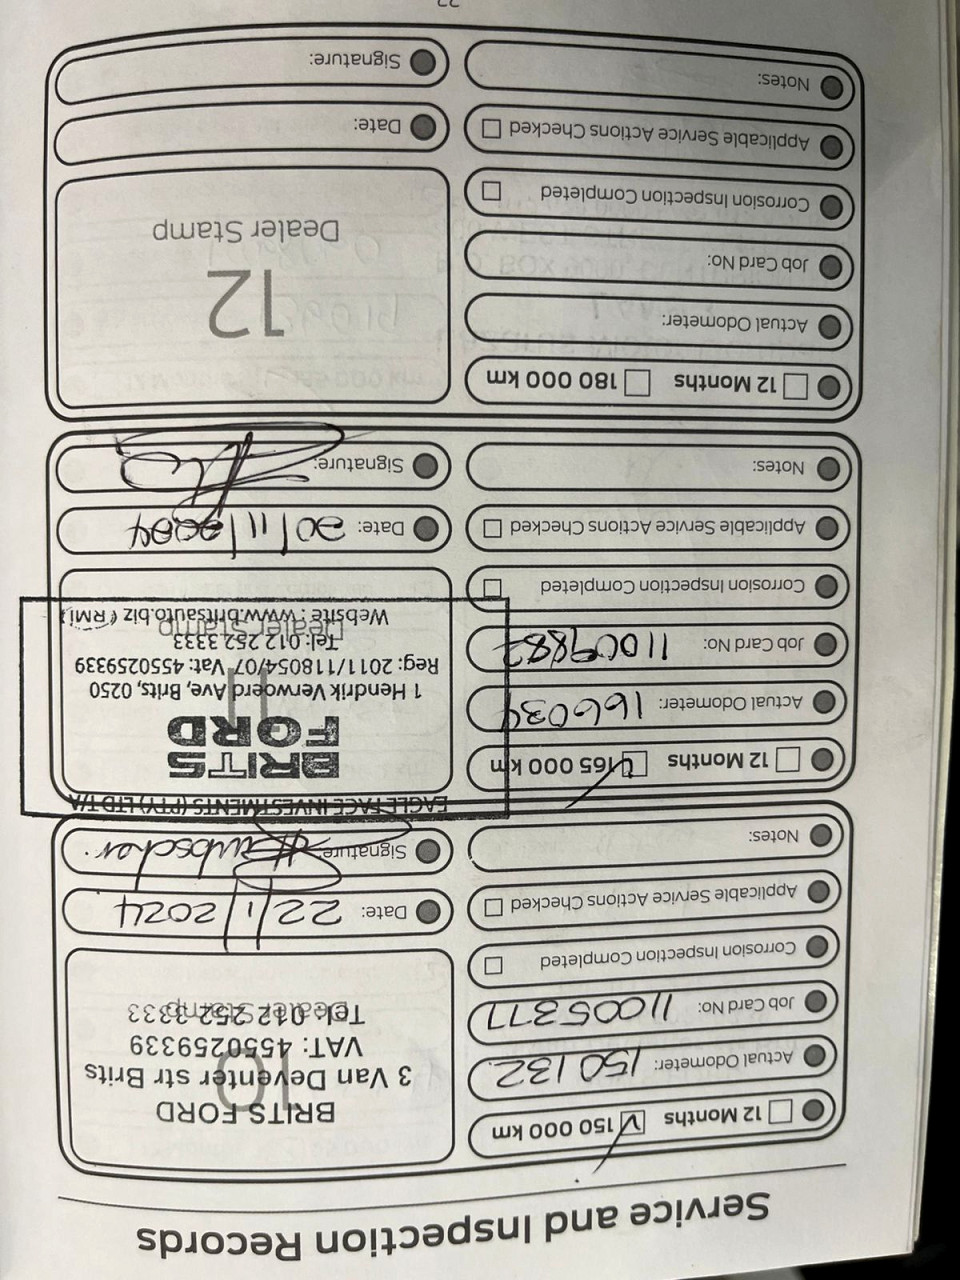 Service and Inspection Records
12 Months 150 000 km
Actual Odometer: 150132
Job Card No: 11005377
Corrosion Inspection Completed
Applicable Service Actions Checked
Notes:
10
Dealer Stamp
BRITS FORD
3 Van Deventer str Brits
VAT: 4550259339
Tel: 012 252 3333
Date: 22/1/2024
Signature:
12 Months 165 000 km
Actual Odometer: 166034
Job Card No: 11009882
Corrosion Inspection Completed
Applicable Service Actions Checked
Notes:
11
Dealer Stamp
EAGLE FACE INVESTMENTS (PTY) LTD T/A
BRITS
FORD
1 Hendrik Verwoerd Ave, Brits, 0250
Reg: 2011/118054/07 Vat: 4550259339
Tel: 012 252 3333
Website: www.britsauto.biz (RMI)
Date: 20/11/2024
Signature:
12 Months 180 000 km
Actual Odometer:
Job Card No:
Corrosion Inspection Completed
Applicable Service Actions Checked
Notes:
12
Dealer Stamp
Date:
Signature: